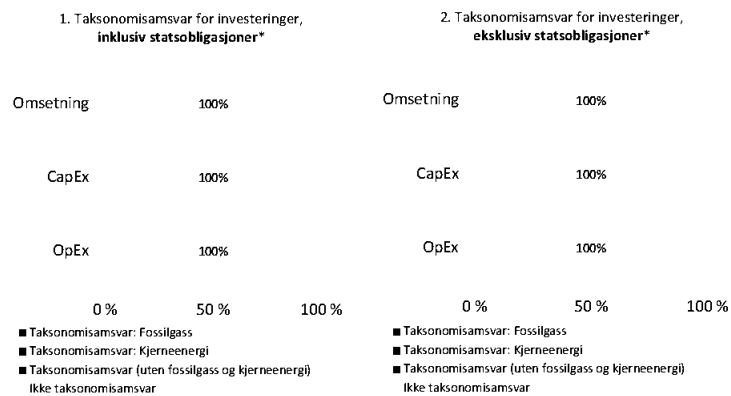 1. Taksonomisamsvar for investeringer,
inklusiv statsobligasjoner*
Omsetning 100%
CapEx 100%
OpEx 100%
0 % 50 % 100 %
Taksonomisamsvar: Fossilgass
Taksonomisamsvar: Kjerneenergi
Taksonomisamsvar (uten fossilgass og kjerneenergi)
Ikke taksonomisamsvar
2. Taksonomisamsvar for investeringer,
eksklusiv statsobligasjoner*
Omsetning 100%
CapEx 100%
OpEx 100%
0 % 50 % 100 %
Taksonomisamsvar: Fossilgass
Taksonomisamsvar: Kjerneenergi
Taksonomisamsvar (uten fossilgass og kjerneenergi)
Ikke taksonomisamsvar